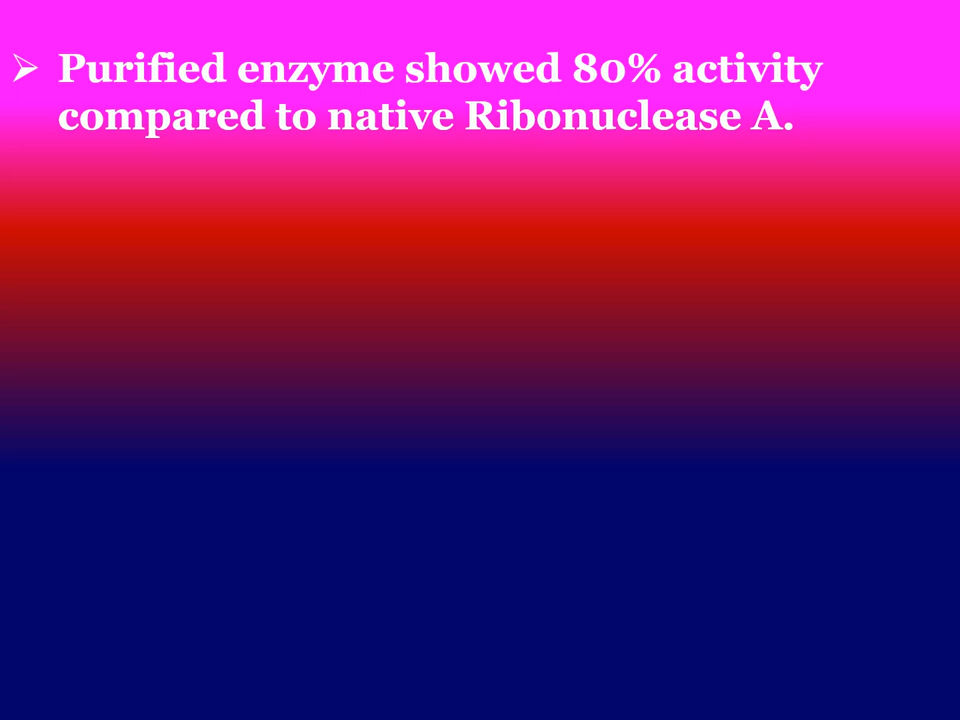 ➢ Purified enzyme showed 80% activity
compared to native Ribonuclease A.